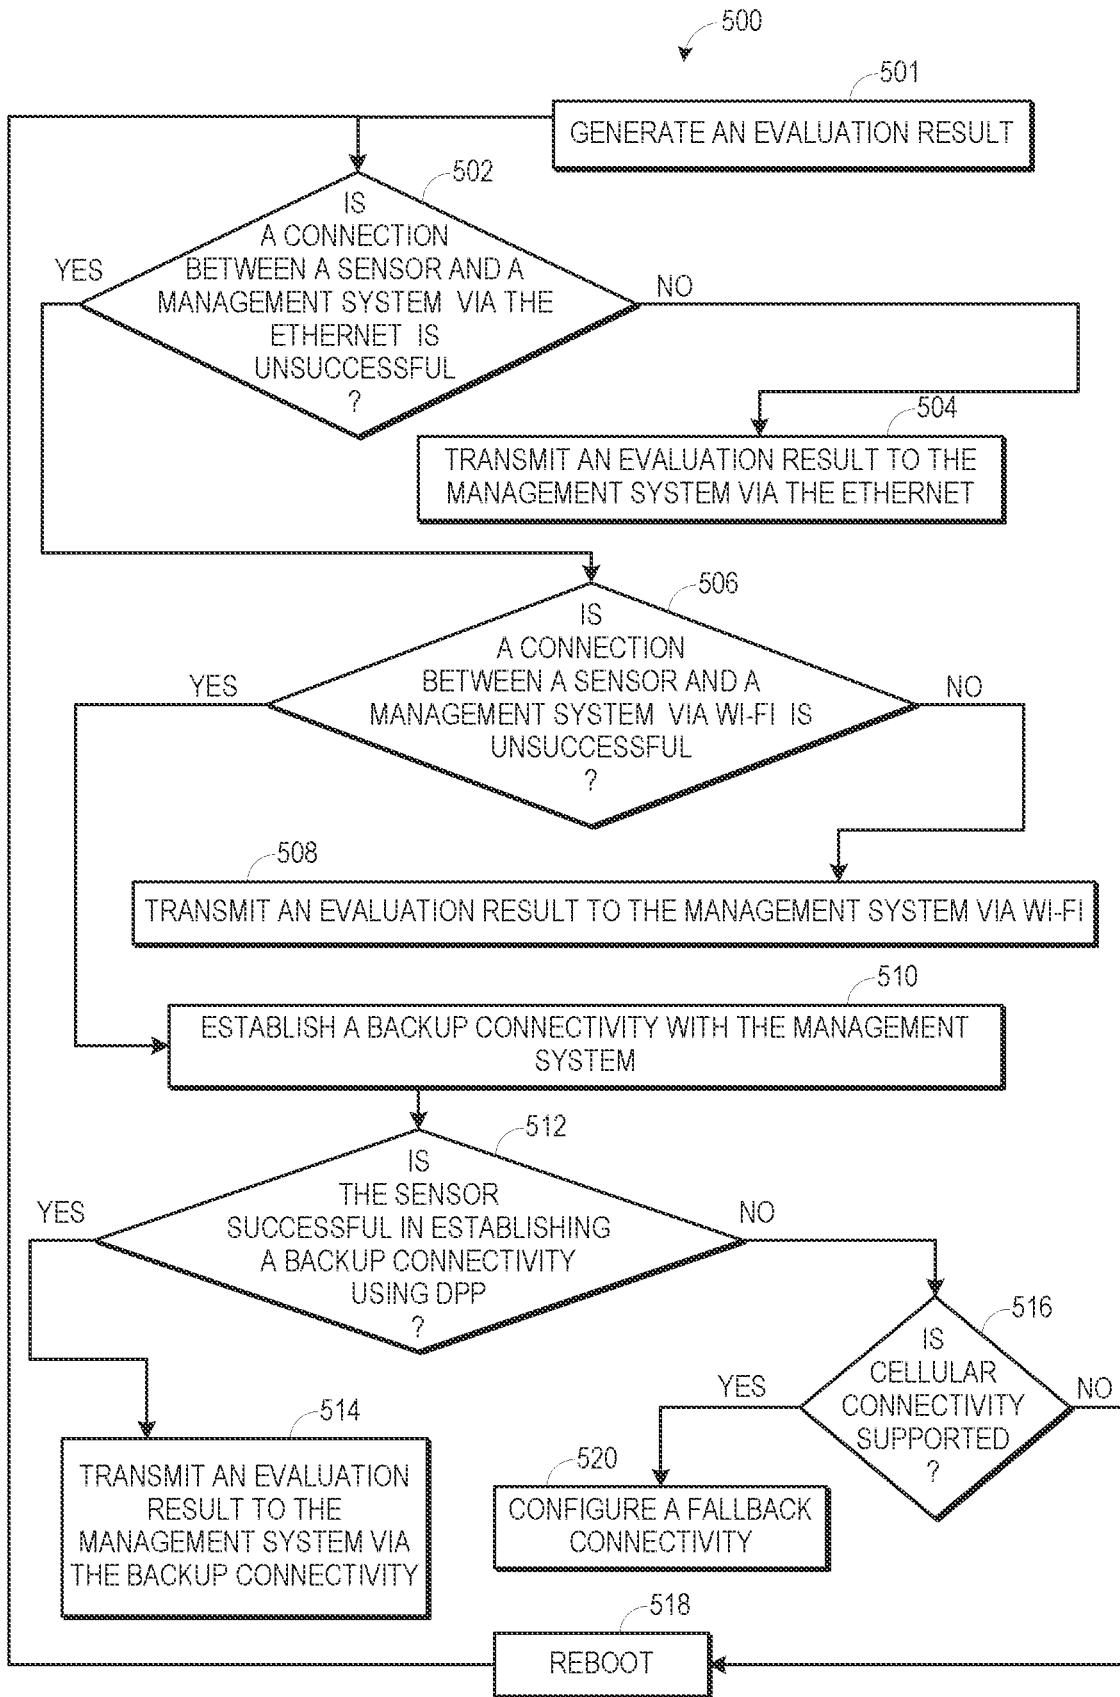 500
501
GENERATE AN EVALUATION RESULT
502
IS
A CONNECTION
BETWEEN A SENSOR AND A
MANAGEMENT SYSTEM VIA THE
ETHERNET IS
UNSUCCESSFUL
?
YES
NO
504
TRANSMIT AN EVALUATION RESULT TO THE
MANAGEMENT SYSTEM VIA THE ETHERNET
506
IS
A CONNECTION
BETWEEN A SENSOR AND A
MANAGEMENT SYSTEM VIA WI-FI IS
UNSUCCESSFUL
?
YES
NO
508
TRANSMIT AN EVALUATION RESULT TO THE MANAGEMENT SYSTEM VIA WI-FI
510
ESTABLISH A BACKUP CONNECTIVITY WITH THE MANAGEMENT
SYSTEM
512
IS
THE SENSOR
SUCCESSFUL IN ESTABLISHING
A BACKUP CONNECTIVITY
USING DPP
?
YES
NO
516
IS
CELLULAR
CONNECTIVITY
SUPPORTED
?
YES
NO
514
TRANSMIT AN EVALUATION
RESULT TO THE
MANAGEMENT SYSTEM VIA
THE BACKUP CONNECTIVITY
520
CONFIGURE A FALLBACK
CONNECTIVITY
518
REBOOT